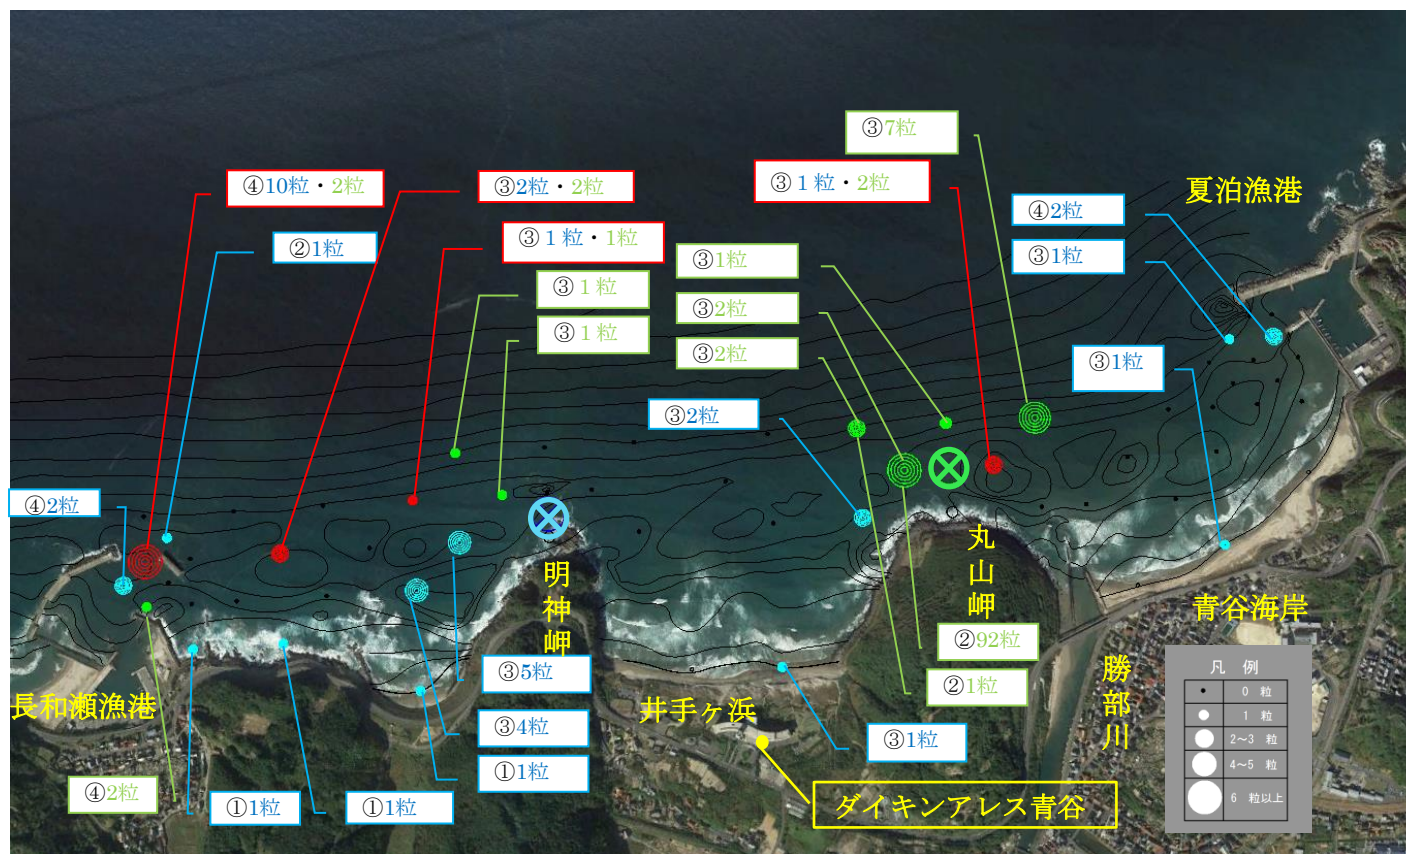 ③7粒
④10粒・2粒
③2粒・2粒
③１粒・2粒
夏泊漁港
④2粒
②1粒
③１粒・1粒
③1粒
③1粒
③１粒
③2粒
③１粒
③2粒
③1粒
③2粒
④2粒
丸山岬
明神岬
青谷海岸
②92粒
③5粒
勝部川
②1粒
長和瀬漁港
井手ヶ浜
③4粒
③1粒
①1粒
④2粒
①1粒
①1粒
ダイキンアレス青谷
凡 例
0 粒
1 粒
2～3 粒
4～5 粒
6 粒以上